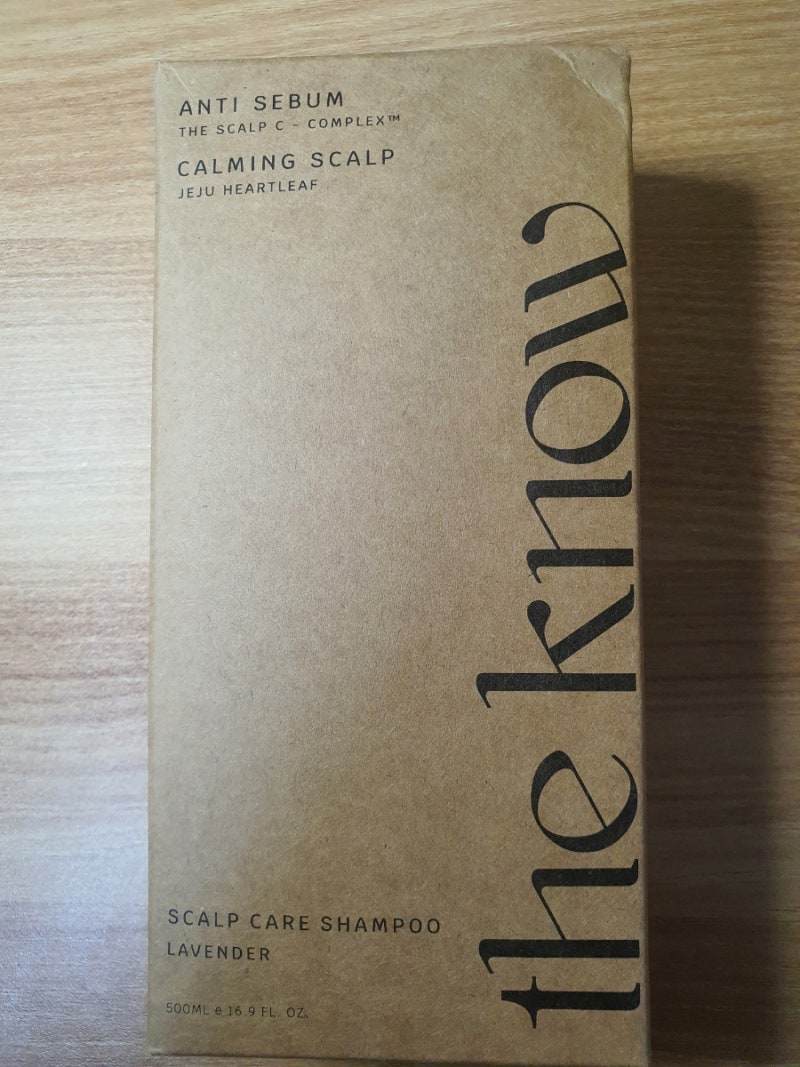 ANTI SEBUM
THE SCALP C - COMPLEX™
CALMING SCALP
JEJU HEARTLEAF
the know
SCALP CARE SHAMPOO
LAVENDER
500ML e 16.9 FL. OZ.